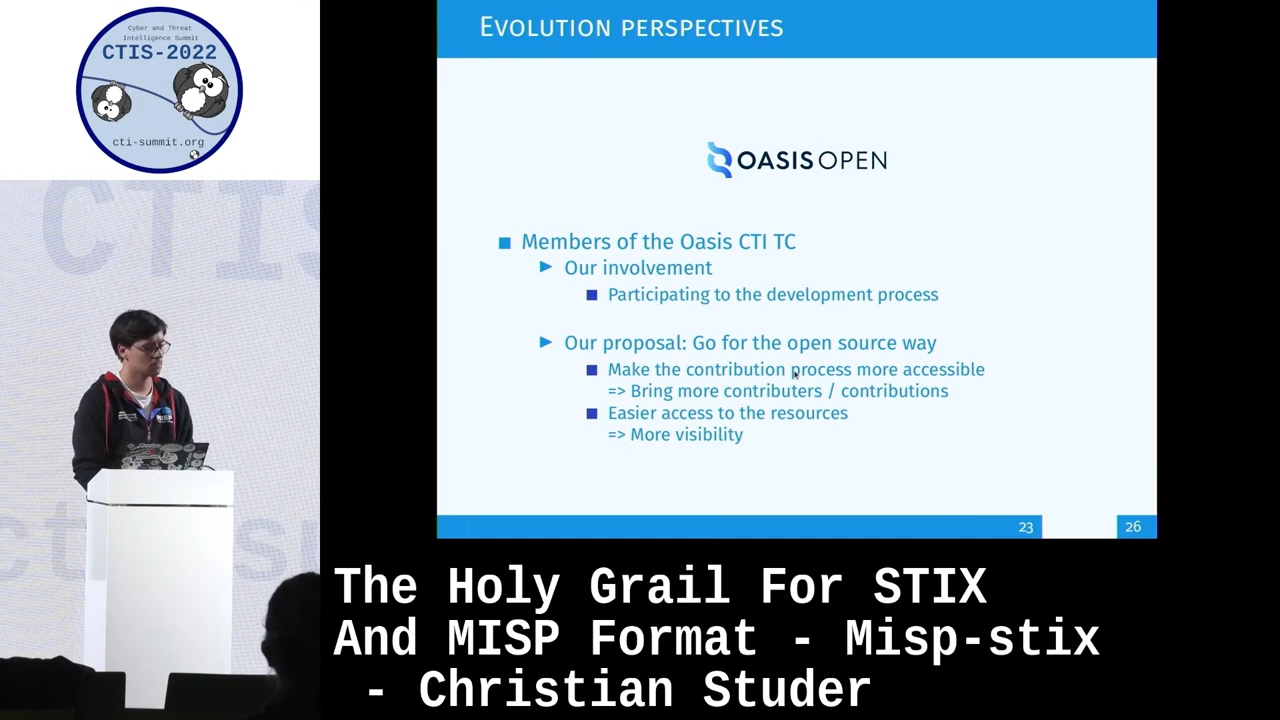 Cyber and Threat
Intelligence Summit
CTIS-2022
cti-summit.org
EVOLUTION PERSPECTIVES
OASIS OPEN
Members of the Oasis CTI TC
Our involvement
Participating to the development process
Our proposal: Go for the open source way
Make the contribution process more accessible
=> Bring more contributers / contributions
Easier access to the resources
=> More visibility
23
26
CTIS
MISP
The Holy Grail For STIX
And MISP Format - Misp-stix
- Christian Studer